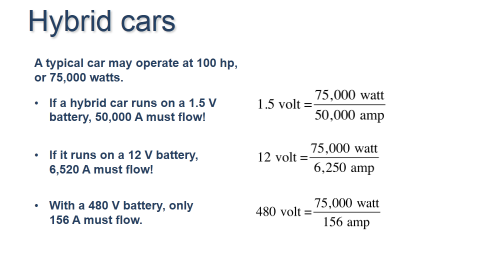 Hybrid cars
A typical car may operate at 100 hp,
or 75,000 watts.
• If a hybrid car runs on a 1.5 V
battery, 50,000 A must flow!
1.5 volt = 75,000 watt / 50,000 amp
• If it runs on a 12 V battery,
6,520 A must flow!
12 volt = 75,000 watt / 6,250 amp
• With a 480 V battery, only
156 A must flow.
480 volt = 75,000 watt / 156 amp